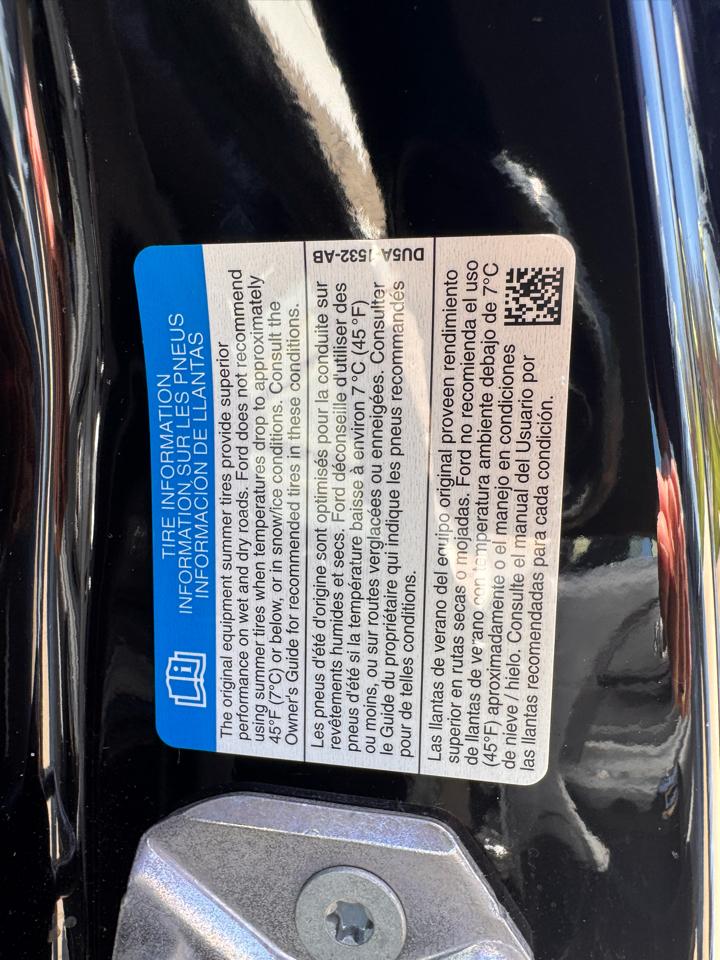 TIRE INFORMATION
INFORMATION SUR LES PNEUS
INFORMACIÓN DE LLANTAS
The original equipment summer tires provide superior
performance on wet and dry roads. Ford does not recommend
using summer tires when temperatures drop to approximately
45°F (7°C) or below, or in snow/ice conditions. Consult the
Owner's Guide for recommended tires in these conditions.
Les pneus d'été d'origine sont optimisés pour la conduite sur
revêtements humides et secs. Ford déconseille d'utiliser des
pneus d'été si la température baisse à environ 7 °C (45 °F)
ou moins, ou sur routes verglacées ou enneigées. Consulter
le Guide du propriétaire qui indique les pneus recommandés
pour de telles conditions.
DU5A-1532-AB
Las llantas de verano del equipo original proveen rendimiento
superior en rutas secas o mojadas. Ford no recomienda el uso
de llantas de verano con temperatura ambiente debajo de 7°C
(45°F) aproximadamente o el manejo en condiciones
de nieve / hielo. Consulte el manual del Usuario por
las llantas recomendadas para cada condición.